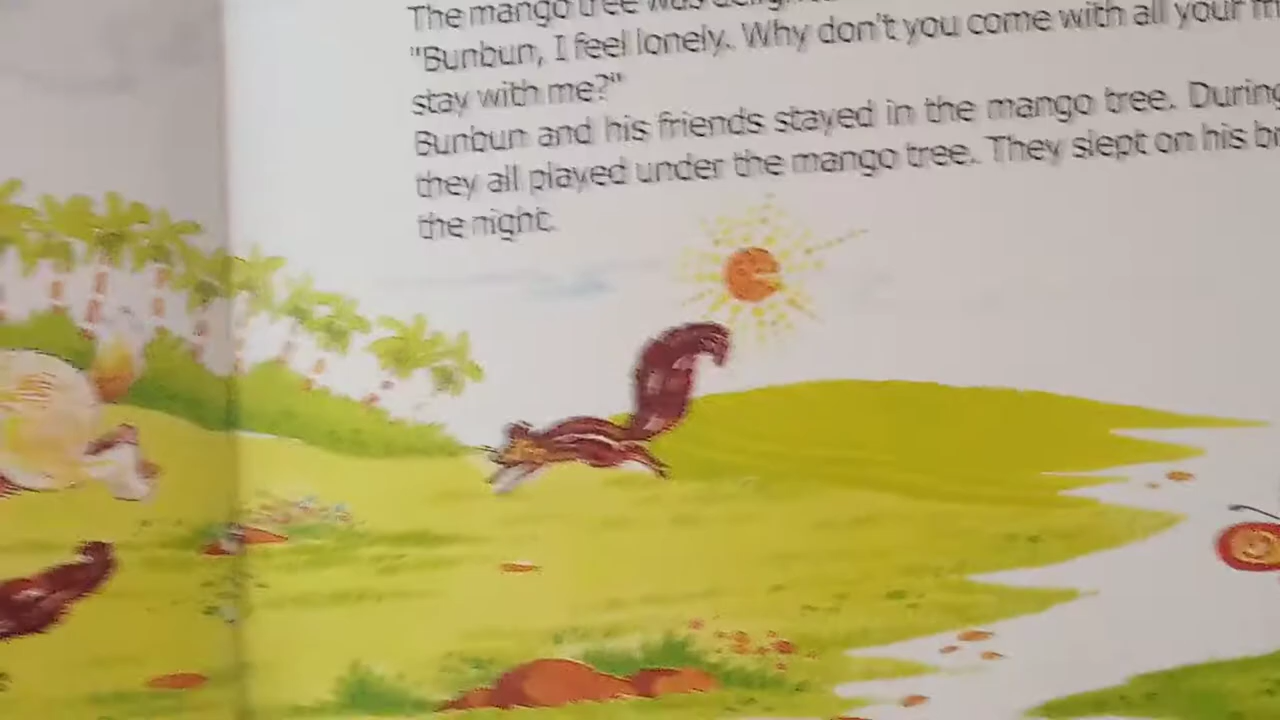 The mango tree was
"Bunbun, I feel lonely. Why don't you come with all your
stay with me?"
Bunbun and his friends stayed in the mango tree. During
they all played under the mango tree. They slept on his
the night.